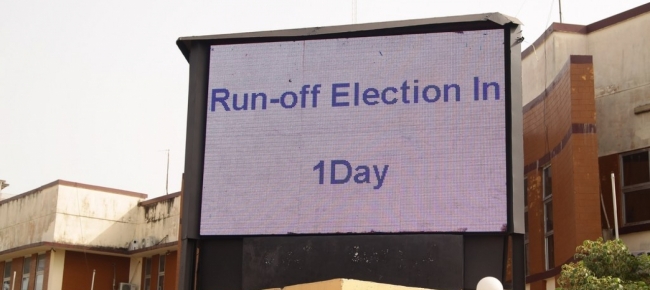 Run-off Election In
1Day